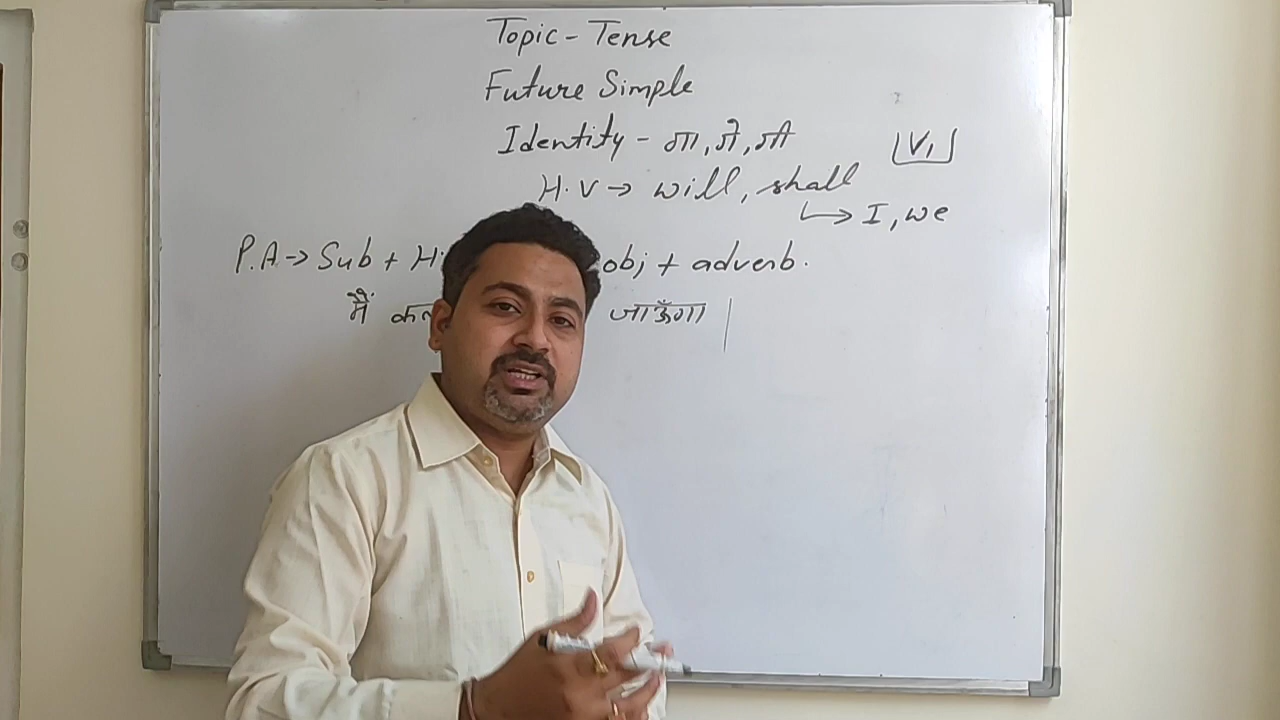 Topic - Tense
Future Simple
Identity - गा, गे, गी
V₁
H.V → will, shall
↳ I, we
P.A → Sub + H. obj + adverb.
मैं जाऊँगा |